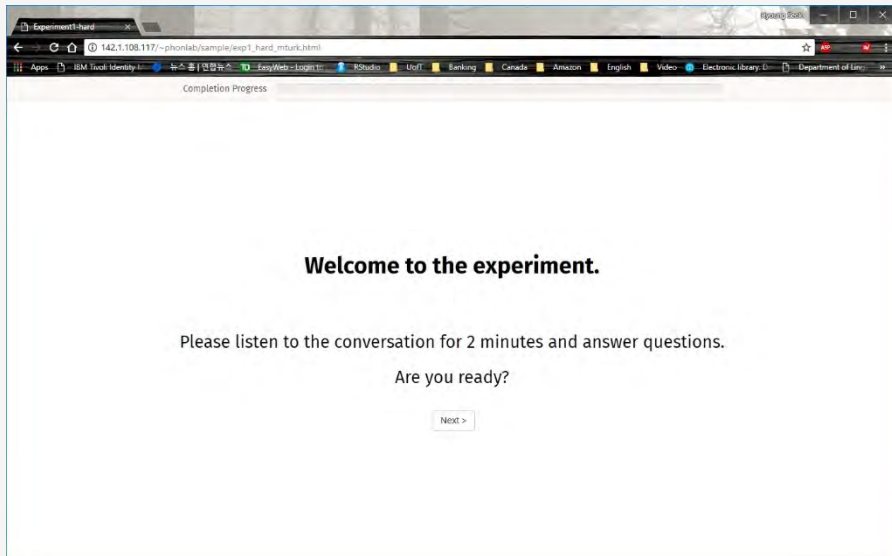 Experiment1-hard
142.1.108.117/~phonlab/sample/exp1_hard_mturk.html
Apps IBM Tivoli Identity 뉴스 홈 | 연합뉴스 EasyWeb - Login RStudio UofT Banking Canada Amazon English Video Electronic library. D Department of Ling »
Completion Progress
Welcome to the experiment.
Please listen to the conversation for 2 minutes and answer questions.
Are you ready?
Next >